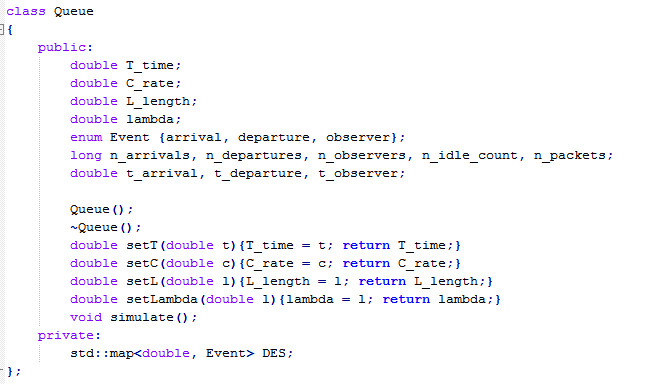 class Queue
{
    public:
        double T_time;
        double C_rate;
        double L_length;
        double lambda;
        enum Event {arrival, departure, observer};
        long n_arrivals, n_departures, n_observers, n_idle_count, n_packets;
        double t_arrival, t_departure, t_observer;

        Queue();
        ~Queue();
        double setT(double t){T_time = t; return T_time;}
        double setC(double c){C_rate = c; return C_rate;}
        double setL(double l){L_length = l; return L_length;}
        double setLambda(double l){lambda = l; return lambda;}
        void simulate();
    private:
        std::map<double, Event> DES;
};